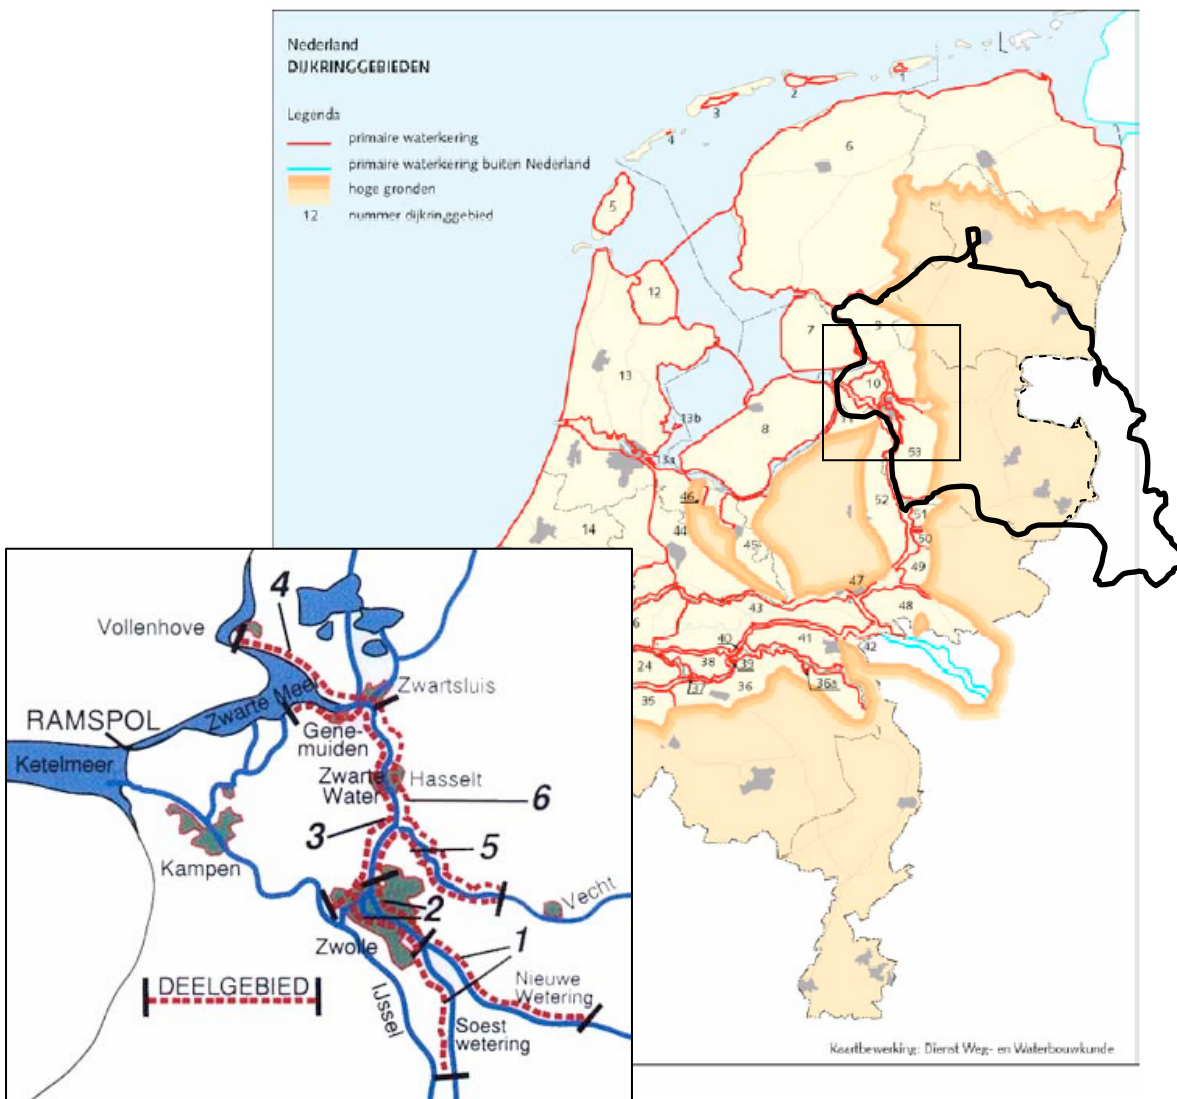 Nederland
DIJKRINGGEBIEDEN
Legenda
primaire waterkering
primaire waterkering buiten Nederland
hoge gronden
12 nummer dijkringgebied
1
2
3
4
5
6
12
7
9
13
10
13b
8
11
13a
53
46
52
14
44
45
51
50
49
47
43
48
6
40
41
42
24
38
39
37
36
36a
35
Kaartbewerking: Dienst Weg- en Waterbouwkunde
4
Vollenhove
Zwarte Meer
Zwartsluis
RAMSPOL
Gene-
muiden
Ketelmeer
Zwarte
Water
Hasselt
6
3
5
Kampen
Vecht
2
Zwolle
1
DEELGEBIED
Nieuwe
Wetering
IJssel
Soest
wetering